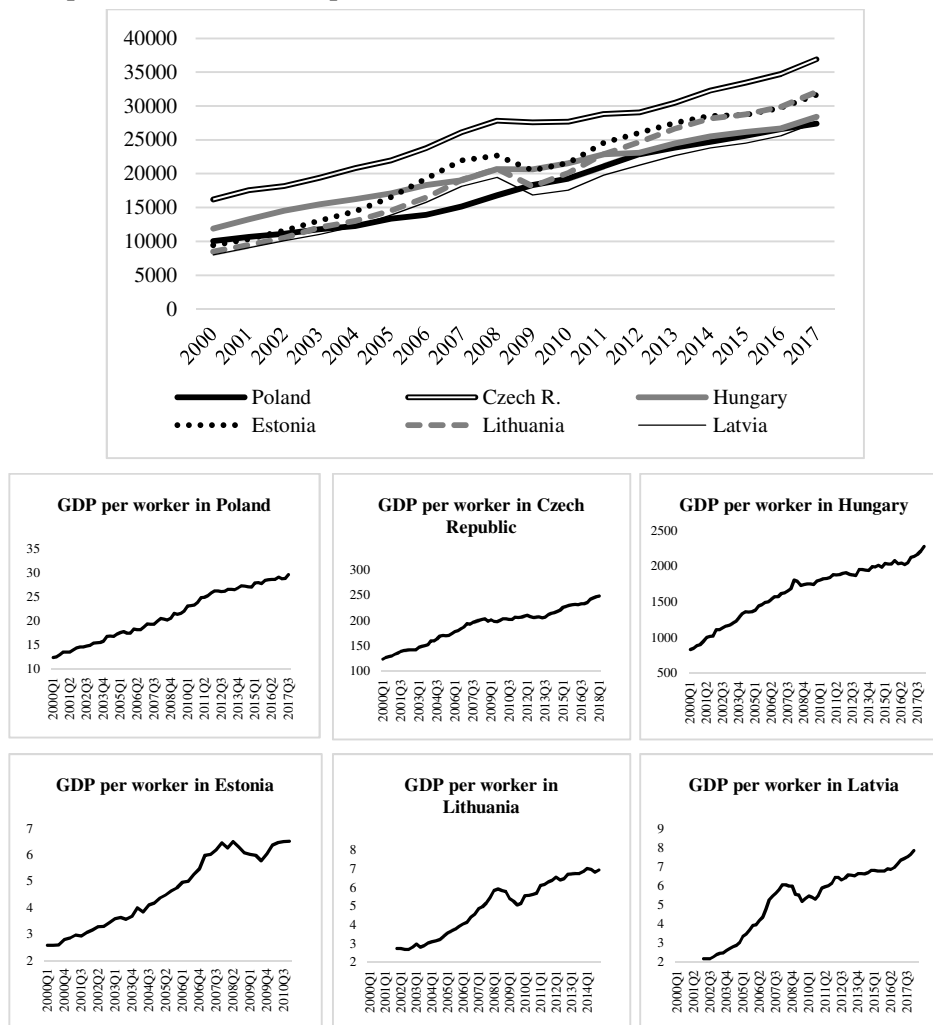 40000
35000
30000
25000
20000
15000
10000
5000
0
2000 2001 2002 2003 2004 2005 2006 2007 2008 2009 2010 2011 2012 2013 2014 2015 2016 2017
Poland Czech R. Hungary
Estonia Lithuania Latvia
GDP per worker in Poland
35
30
25
20
15
10
2000Q1 2001Q2 2002Q3 2003Q4 2005Q1 2006Q2 2007Q3 2008Q4 2010Q1 2011Q2 2012Q3 2013Q4 2015Q1 2016Q2 2017Q3
GDP per worker in Czech
Republic
300
250
200
150
100
2000Q1 2001Q3 2003Q1 2004Q3 2006Q1 2007Q3 2009Q1 2010Q3 2012Q1 2013Q3 2015Q1 2016Q3 2018Q1
GDP per worker in Hungary
2500
2000
1500
1000
500
2000Q1 2001Q2 2002Q3 2003Q4 2005Q1 2006Q2 2007Q3 2008Q4 2010Q1 2011Q2 2012Q3 2013Q4 2015Q1 2016Q2 2017Q3
GDP per worker in Estonia
7
6
5
4
3
2
2000Q1 2000Q4 2001Q3 2002Q2 2003Q1 2003Q4 2004Q3 2005Q2 2006Q1 2006Q4 2007Q3 2008Q2 2009Q1 2009Q4 2010Q3
GDP per worker in
Lithuania
8
7
6
5
4
3
2
2000Q1 2001Q1 2002Q1 2003Q1 2004Q1 2005Q1 2006Q1 2007Q1 2008Q1 2009Q1 2010Q1 2011Q1 2012Q1 2013Q1 2014Q1
GDP per worker in Latvia
9
8
7
6
5
4
3
2
2000Q1 2001Q2 2002Q3 2003Q4 2005Q1 2006Q2 2007Q3 2008Q4 2010Q1 2011Q2 2012Q3 2013Q4 2015Q1 2016Q2 2017Q3